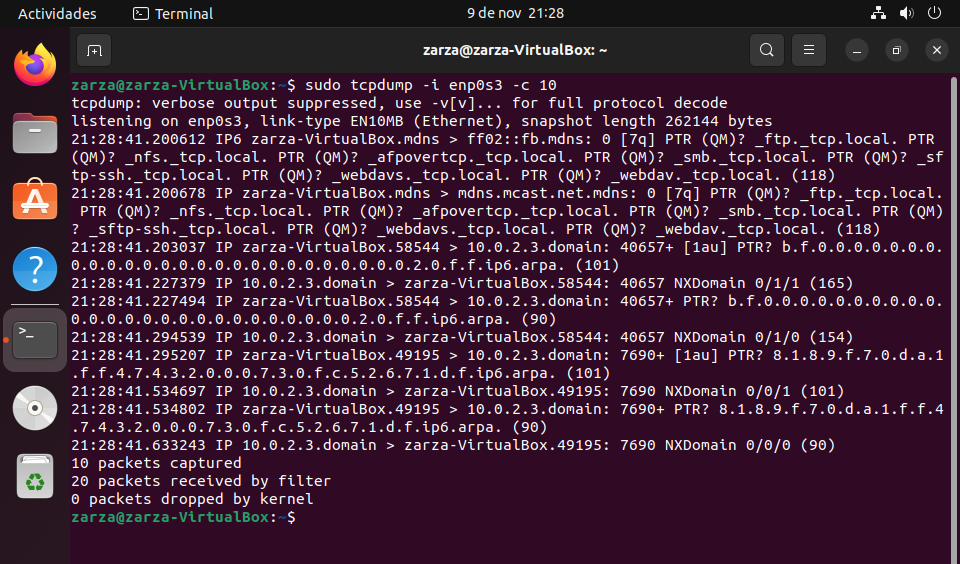 Actividades
Terminal
9 de nov 21:28
zarza@zarza-VirtualBox: ~
zarza@zarza-VirtualBox:~$ sudo tcpdump -i enp0s3 -c 10
tcpdump: verbose output suppressed, use -v[v]... for full protocol decode
listening on enp0s3, link-type EN10MB (Ethernet), snapshot length 262144 bytes
21:28:41.200612 IP6 zarza-VirtualBox.mdns > ff02::fb.mdns: 0 [7q] PTR (QM)? _ftp._tcp.local. PTR
(QM)? _nfs._tcp.local. PTR (QM)? _afpovertcp._tcp.local. PTR (QM)? _smb._tcp.local. PTR (QM)? _sf
tp-ssh._tcp.local. PTR (QM)? _webdavs._tcp.local. PTR (QM)? _webdav._tcp.local. (118)
21:28:41.200678 IP zarza-VirtualBox.mdns > mdns.mcast.net.mdns: 0 [7q] PTR (QM)? _ftp._tcp.local.
PTR (QM)? _nfs._tcp.local. PTR (QM)? _afpovertcp._tcp.local. PTR (QM)? _smb._tcp.local. PTR (QM)
? _sftp-ssh._tcp.local. PTR (QM)? _webdavs._tcp.local. PTR (QM)? _webdav._tcp.local. (118)
21:28:41.203037 IP zarza-VirtualBox.58544 > 10.0.2.3.domain: 40657+ [1au] PTR? b.f.0.0.0.0.0.0.0.
0.0.0.0.0.0.0.0.0.0.0.0.0.0.0.0.0.0.0.2.0.f.f.ip6.arpa. (101)
21:28:41.227379 IP 10.0.2.3.domain > zarza-VirtualBox.58544: 40657 NXDomain 0/1/1 (165)
21:28:41.227494 IP zarza-VirtualBox.58544 > 10.0.2.3.domain: 40657+ PTR? b.f.0.0.0.0.0.0.0.0.0.0.
0.0.0.0.0.0.0.0.0.0.0.0.0.0.0.0.2.0.f.f.ip6.arpa. (90)
21:28:41.294539 IP 10.0.2.3.domain > zarza-VirtualBox.58544: 40657 NXDomain 0/1/0 (154)
21:28:41.295207 IP zarza-VirtualBox.49195 > 10.0.2.3.domain: 7690+ [1au] PTR? 8.1.8.9.f.7.0.d.a.1
.f.f.4.7.4.3.2.0.0.0.7.3.0.f.c.5.2.6.7.1.d.f.ip6.arpa. (101)
21:28:41.534697 IP 10.0.2.3.domain > zarza-VirtualBox.49195: 7690 NXDomain 0/0/1 (101)
21:28:41.534802 IP zarza-VirtualBox.49195 > 10.0.2.3.domain: 7690+ PTR? 8.1.8.9.f.7.0.d.a.1.f.f.4
.7.4.3.2.0.0.0.7.3.0.f.c.5.2.6.7.1.d.f.ip6.arpa. (90)
21:28:41.633243 IP 10.0.2.3.domain > zarza-VirtualBox.49195: 7690 NXDomain 0/0/0 (90)
10 packets captured
20 packets received by filter
0 packets dropped by kernel
zarza@zarza-VirtualBox:~$